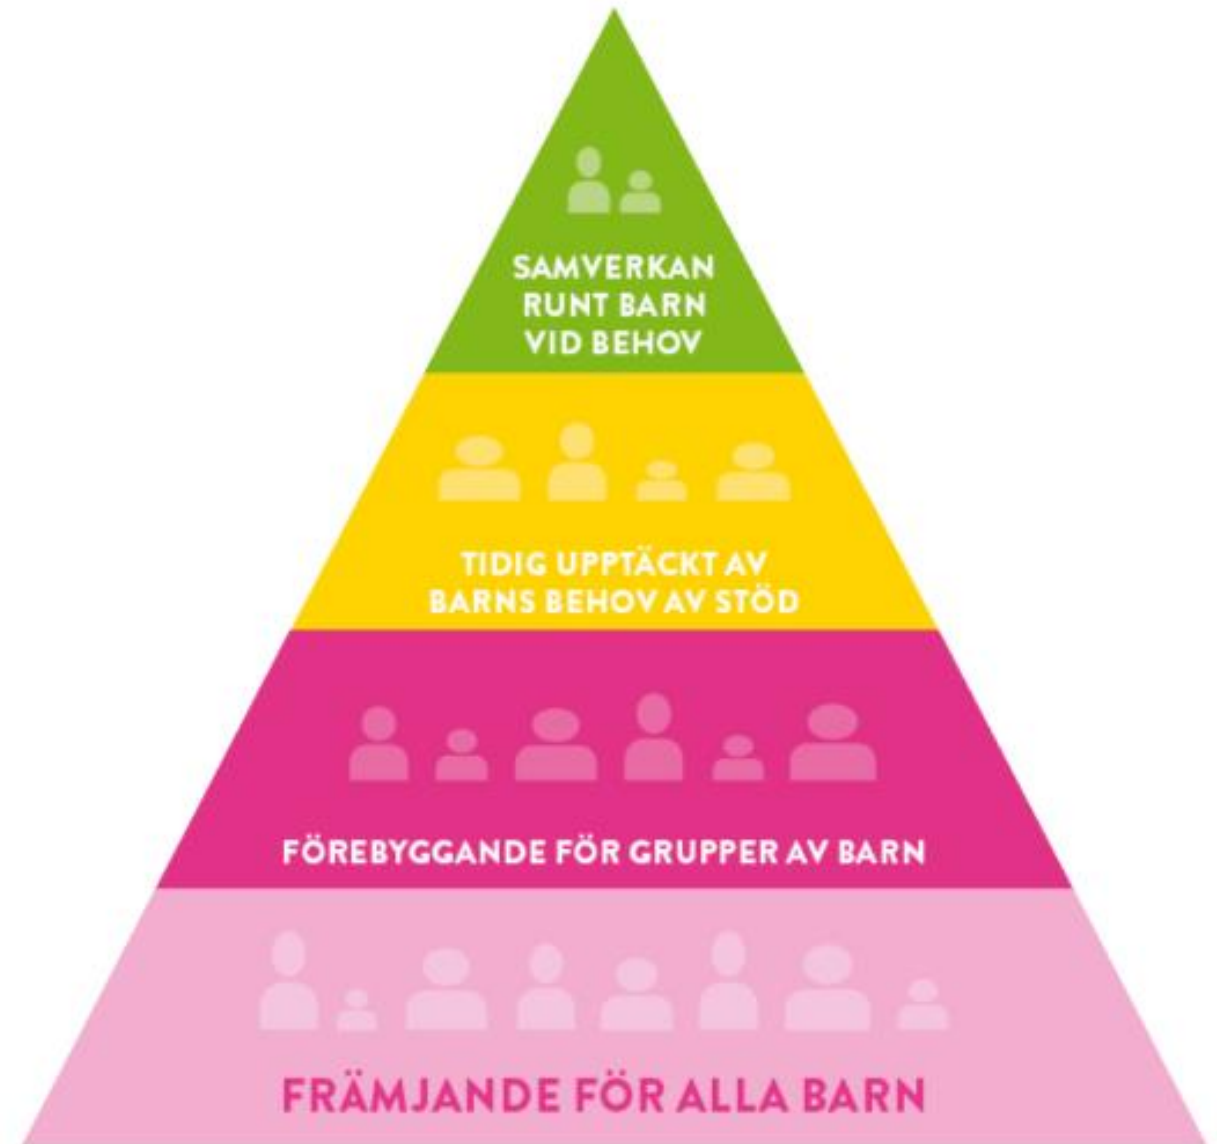 SAMVERKAN
RUNT BARN
VID BEHOV
TIDIG UPPTÄCKT AV
BARNS BEHOV AV STÖD
FÖREBYGGANDE FÖR GRUPPER AV BARN
FRÄMJANDE FÖR ALLA BARN